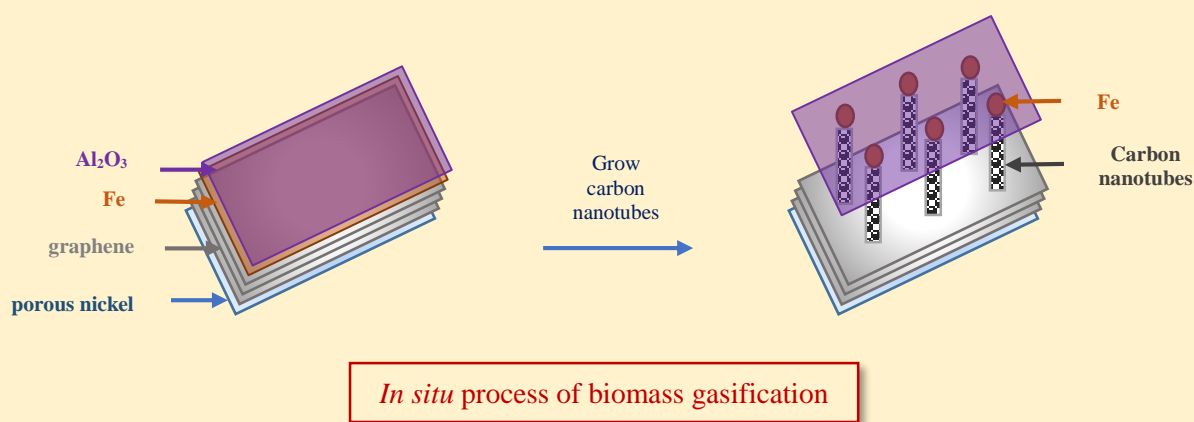 Al₂O₃
Fe
graphene
porous nickel
Grow
carbon
nanotubes
Fe
Carbon
nanotubes
In situ process of biomass gasification